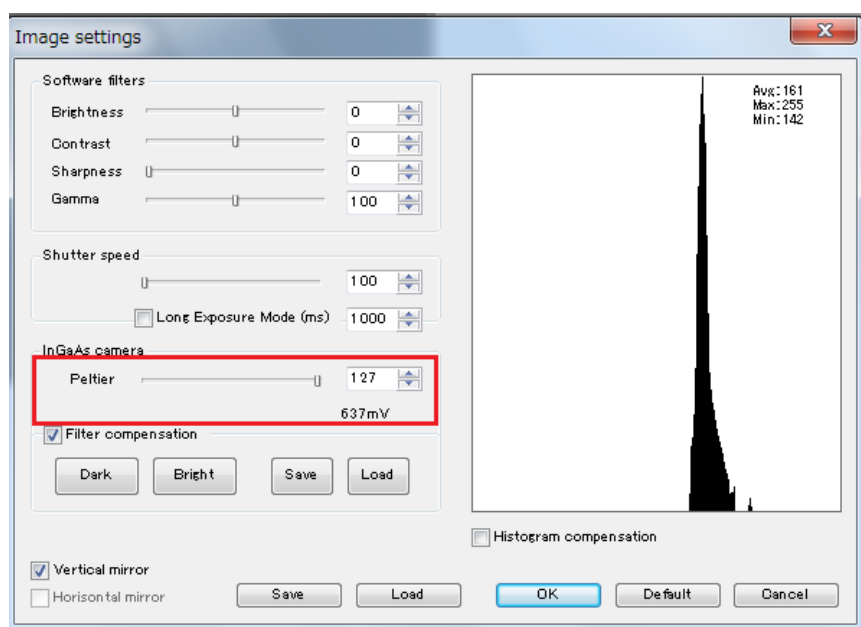 Image settings
Software filters
Brightness 0
Contrast 0
Sharpness 0
Gamma 100
Shutter speed
100
Long Exposure Mode (ms) 1000
InGaAs camera
Peltier 127
637mV
Filter compensation
Dark Bright Save Load
Vertical mirror
Horisontal mirror
Save Load
Avg:161
Max:255
Min:142
Histogram compensation
OK Default Cancel